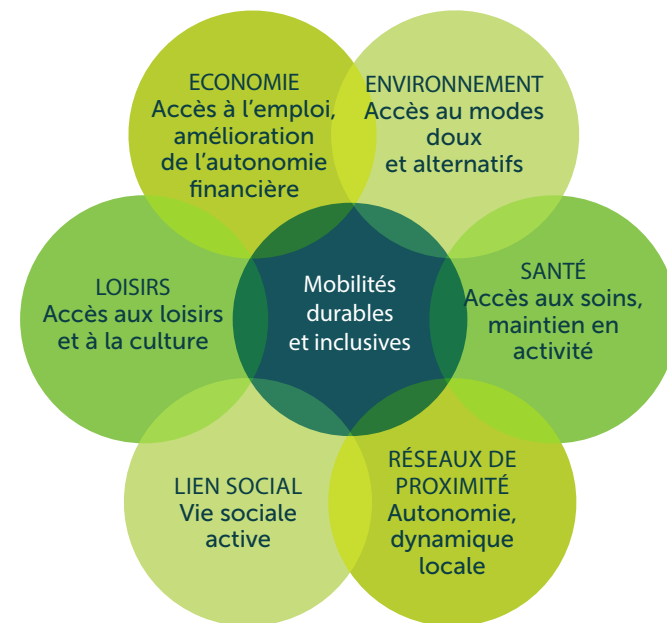 ECONOMIE
Accès à l’emploi,
amélioration
de l’autonomie
financière
ENVIRONNEMENT
Accès au modes
doux
et alternatifs
LOISIRS
Accès aux loisirs
et à la culture
Mobilités
durables
et inclusives
SANTÉ
Accès aux soins,
maintien en
activité
LIEN SOCIAL
Vie sociale
active
RÉSEAUX DE
PROXIMITÉ
Autonomie,
dynamique
locale